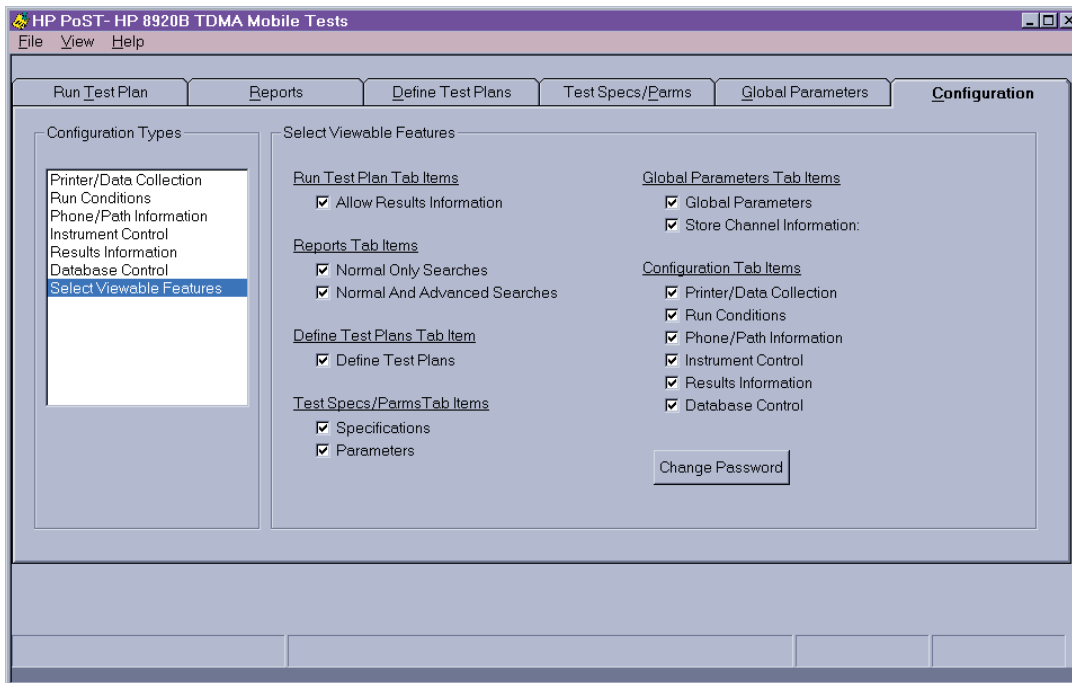 HP PoST- HP 8920B TDMA Mobile Tests
File View Help
Run Test Plan
Reports
Define Test Plans
Test Specs/Parms
Global Parameters
Configuration
Configuration Types
Printer/Data Collection
Run Conditions
Phone/Path Information
Instrument Control
Results Information
Database Control
Select Viewable Features
Select Viewable Features
Run Test Plan Tab Items
Allow Results Information
Reports Tab Items
Normal Only Searches
Normal And Advanced Searches
Define Test Plans Tab Item
Define Test Plans
Test Specs/ParmsTab Items
Specifications
Parameters
Global Parameters Tab Items
Global Parameters
Store Channel Information:
Configuration Tab Items
Printer/Data Collection
Run Conditions
Phone/Path Information
Instrument Control
Results Information
Database Control
Change Password